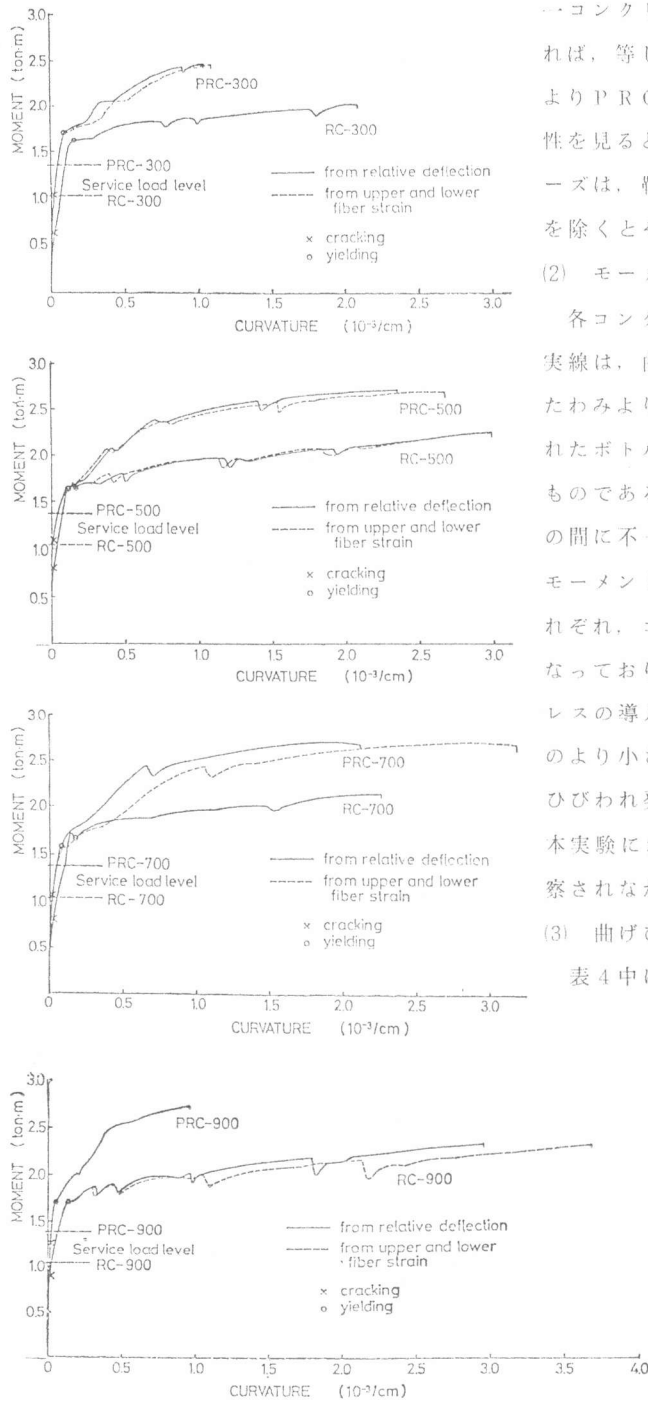 MOMENT (ton·m)
3.0
2.5
2.0
1.5
1.0
0.5
PRC-300
RC-300
PRC-300
Service load level
RC-300
from relative deflection
from upper and lower
fiber strain
× cracking
o yielding
0 0.5 1.0 1.5 2.0 2.5 3.0
CURVATURE (10⁻³/cm)
MOMENT (ton·m)
3.0
2.5
2.0
1.5
1.0
0.5
PRC-500
RC-500
PRC-500
Service load level
RC-500
from relative deflection
from upper and lower
fiber strain
× cracking
o yielding
0 0.5 1.0 1.5 2.0 2.5 3.0
CURVATURE (10⁻³/cm)
MOMENT (ton·m)
3.0
2.5
2.0
1.5
1.0
0.5
PRC-700
RC-700
PRC-700
Service load level
RC-700
from relative deflection
from upper and lower
fiber strain
× cracking
o yielding
0 0.5 1.0 1.5 2.0 2.5 3.0
CURVATURE (10⁻³/cm)
MOMENT (ton·m)
3.0
2.5
2.0
1.5
1.0
0.5
PRC-900
RC-900
PRC-900
Service load level
RC-900
from relative deflection
from upper and lower
fiber strain
× cracking
o yielding
0 0.5 1.0 1.5 2.0 2.5 3.0 3.5 4.0
CURVATURE (10⁻³/cm)
ーコンクリ
れば，等し
よりPRC
性を見ると
ーズは，
を除くとそ
(2) モー
各コンク
実線は，
たわみより
れたボトル
ものである
の間に不一
モーメント
れぞれ，
なっており
レスの導入
のより小さ
ひびわれ発
本実験に
察されなか
(3) 曲げひ
表4中に